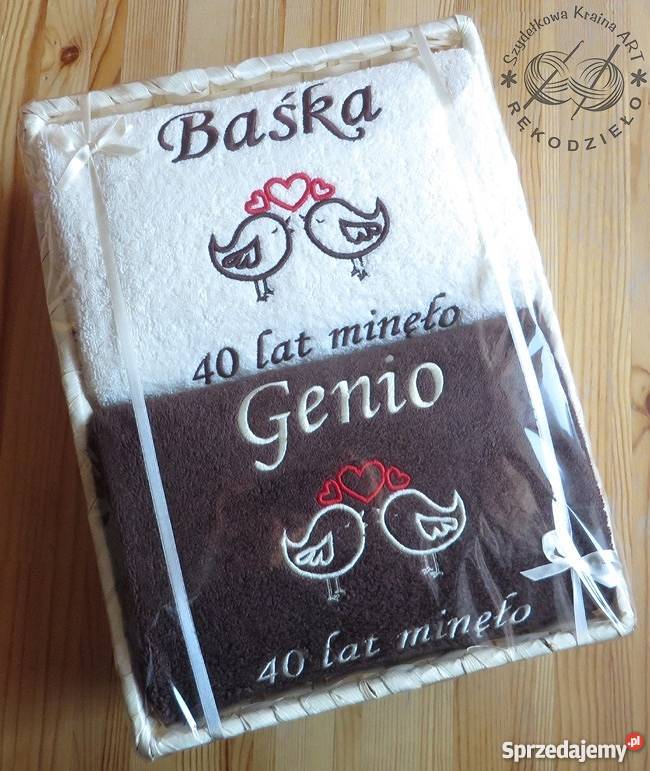 Szydełkowa Kraina ART
* RĘKODZIEŁO *
Baśka
40 lat minęło
Genio
40 lat minęło
Sprzedajemy.pl